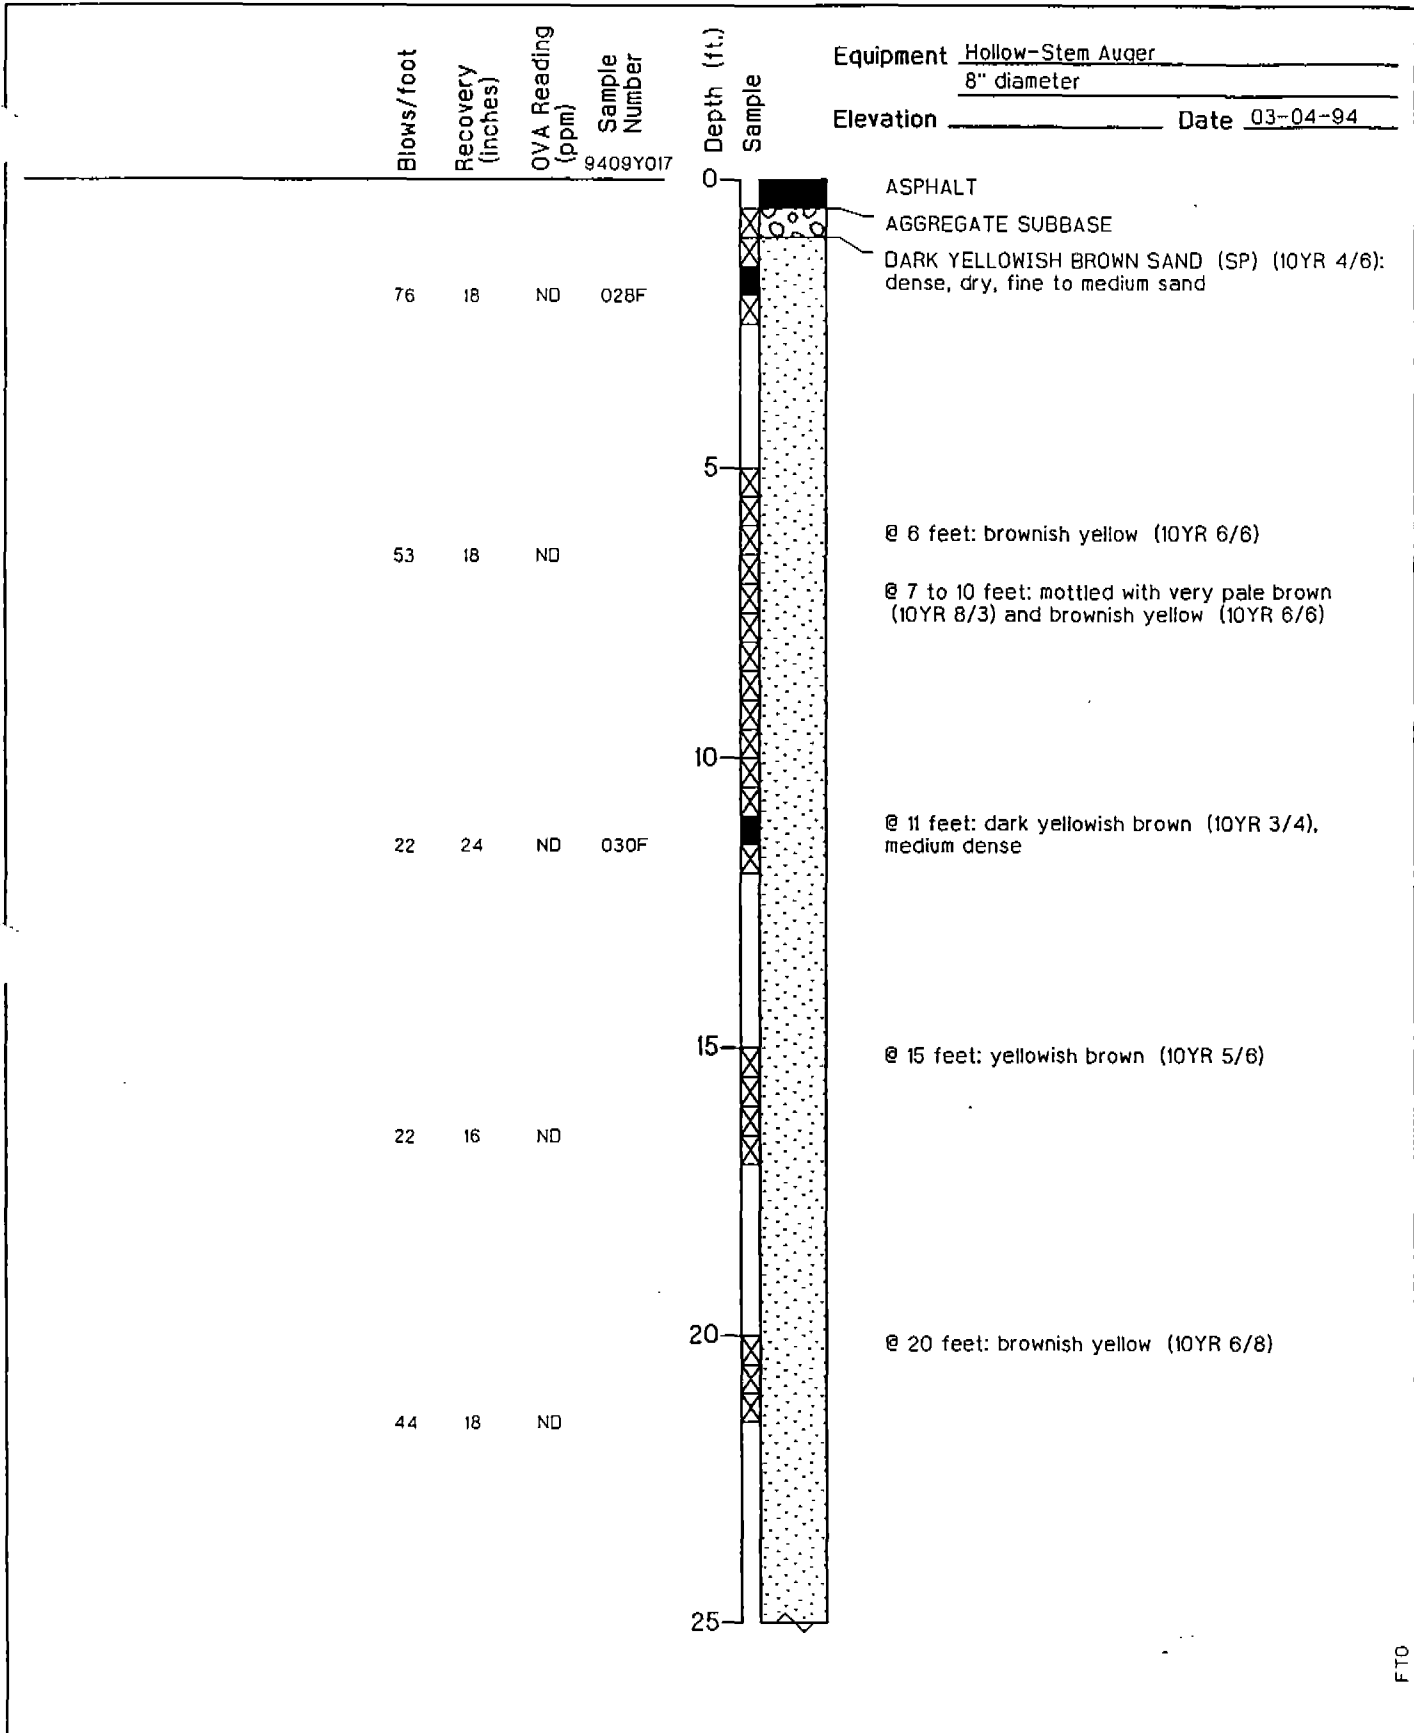 Blows/foot
Recovery
(inches)
OVA Reading
(ppm)
Sample
Number
9409Y017
Depth (ft.)
Sample
Equipment Hollow-Stem Auger
8" diameter
Elevation Date 03-04-94
0
ASPHALT
AGGREGATE SUBBASE
DARK YELLOWISH BROWN SAND (SP) (10YR 4/6):
dense, dry, fine to medium sand
76 18 ND 028F
5
@ 6 feet: brownish yellow (10YR 6/6)
53 18 ND
@ 7 to 10 feet: mottled with very pale brown
(10YR 8/3) and brownish yellow (10YR 6/6)
10
@ 11 feet: dark yellowish brown (10YR 3/4),
medium dense
22 24 ND 030F
15
@ 15 feet: yellowish brown (10YR 5/6)
22 16 ND
20
@ 20 feet: brownish yellow (10YR 6/8)
44 18 ND
25
FTO